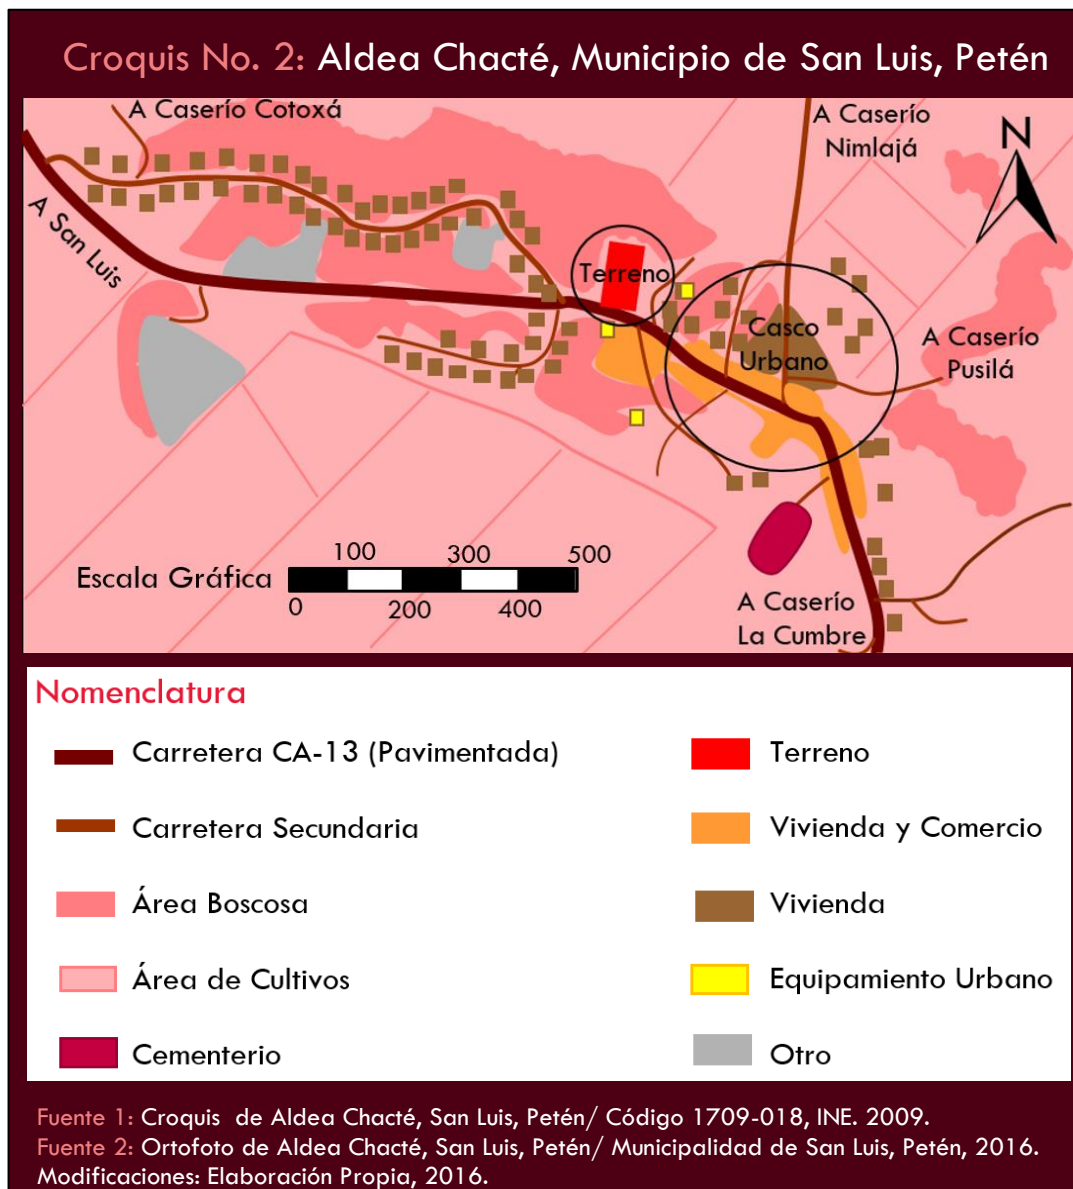 Croquis No. 2: Aldea Chacté, Municipio de San Luis, Petén
A Caserío Cotoxá
A Caserío
Nimlajá
N
A San Luis
Terreno
Casco
Urbano
A Caserío
Pusilá
100 300 500
Escala Gráfica
0 200 400
A Caserío
La Cumbre
Nomenclatura
Carretera CA-13 (Pavimentada)
Terreno
Carretera Secundaria
Vivienda y Comercio
Área Boscosa
Vivienda
Área de Cultivos
Equipamiento Urbano
Cementerio
Otro
Fuente 1: Croquis de Aldea Chacté, San Luis, Petén/ Código 1709-018, INE. 2009.
Fuente 2: Ortofoto de Aldea Chacté, San Luis, Petén/ Municipalidad de San Luis, Petén, 2016.
Modificaciones: Elaboración Propia, 2016.